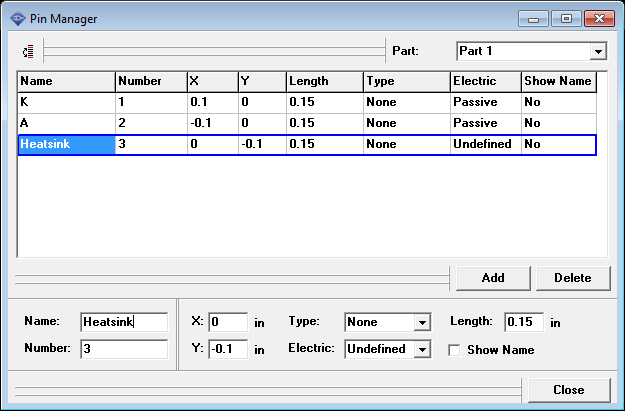 Pin Manager
Part: Part 1
Name Number X Y Length Type Electric Show Name
K 1 0.1 0 0.15 None Passive No
A 2 -0.1 0 0.15 None Passive No
Heatsink 3 0 -0.1 0.15 None Undefined No
Add Delete
Name: Heatsink X: 0 in Type: None Length: 0.15 in
Number: 3 Y: -0.1 in Electric: Undefined Show Name
Close